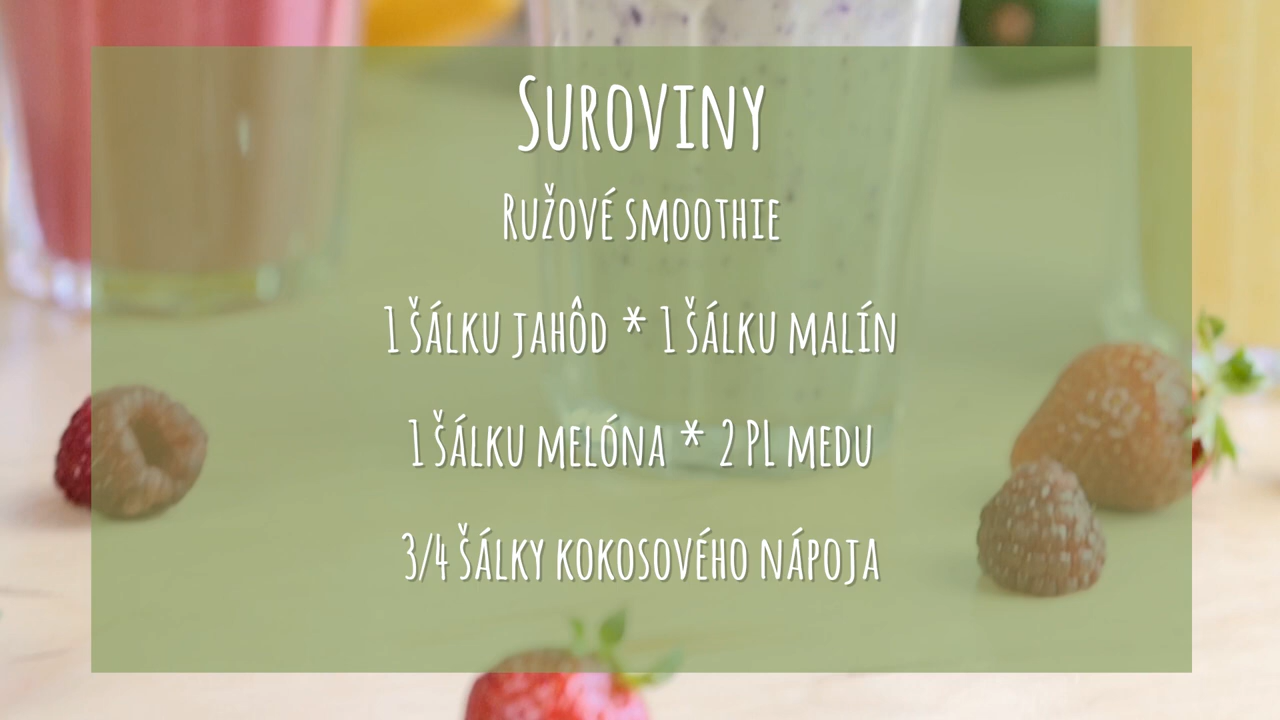 Suroviny
Ružové smoothie
1 šálku jahôd * 1 šálku malín
1 šálku melóna * 2 PL medu
3/4 šálky kokosového nápoja